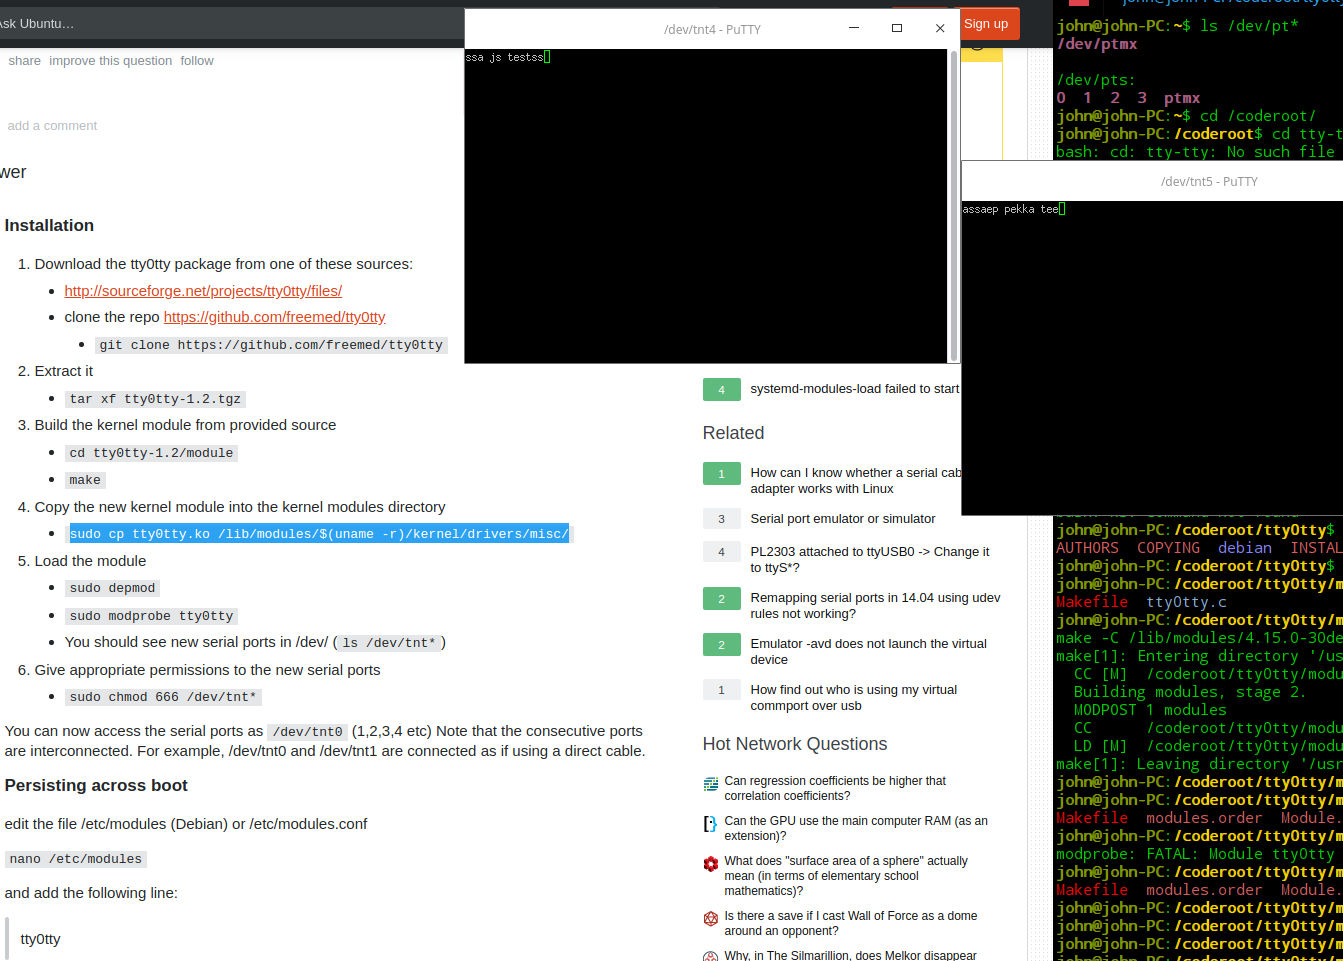 Ask Ubuntu…
Sign up
share improve this question follow
add a comment
wer
Installation
1. Download the tty0tty package from one of these sources:
http://sourceforge.net/projects/tty0tty/files/
clone the repo https://github.com/freemed/tty0tty
git clone https://github.com/freemed/tty0tty
2. Extract it
tar xf tty0tty-1.2.tgz
3. Build the kernel module from provided source
cd tty0tty-1.2/module
make
4. Copy the new kernel module into the kernel modules directory
sudo cp tty0tty.ko /lib/modules/$(uname -r)/kernel/drivers/misc/
5. Load the module
sudo depmod
sudo modprobe tty0tty
You should see new serial ports in /dev/ ( ls /dev/tnt* )
6. Give appropriate permissions to the new serial ports
sudo chmod 666 /dev/tnt*
You can now access the serial ports as /dev/tnt0 (1,2,3,4 etc) Note that the consecutive ports
are interconnected. For example, /dev/tnt0 and /dev/tnt1 are connected as if using a direct cable.
Persisting across boot
edit the file /etc/modules (Debian) or /etc/modules.conf
nano /etc/modules
and add the following line:
tty0tty
/dev/tnt4 - PuTTY
ssa js testss
4 systemd-modules-load failed to start
Related
1 How can I know whether a serial cab
adapter works with Linux
3 Serial port emulator or simulator
4 PL2303 attached to ttyUSB0 -> Change it
to ttyS*?
2 Remapping serial ports in 14.04 using udev
rules not working?
2 Emulator -avd does not launch the virtual
device
1 How find out who is using my virtual
commport over usb
Hot Network Questions
Can regression coefficients be higher that
correlation coefficients?
Can the GPU use the main computer RAM (as an
extension)?
What does "surface area of a sphere" actually
mean (in terms of elementary school
mathematics)?
Is there a save if I cast Wall of Force as a dome
around an opponent?
Why, in The Silmarillion, does Melkor disappear
john@john-PC:~$ ls /dev/pt*
/dev/ptmx
/dev/pts:
0 1 2 3 ptmx
john@john-PC:~$ cd /coderoot/
john@john-PC:/coderoot$ cd tty-t
bash: cd: tty-tty: No such file
/dev/tnt5 - PuTTY
assaep pekka tee
john@john-PC:/coderoot/tty0tty$
AUTHORS COPYING debian INSTAL
john@john-PC:/coderoot/tty0tty$
john@john-PC:/coderoot/tty0tty/m
Makefile tty0tty.c
john@john-PC:/coderoot/tty0tty/m
make -C /lib/modules/4.15.0-30de
make[1]: Entering directory '/us
CC [M] /coderoot/tty0tty/modu
Building modules, stage 2.
MODPOST 1 modules
CC /coderoot/tty0tty/modu
LD [M] /coderoot/tty0tty/modu
make[1]: Leaving directory '/usr
john@john-PC:/coderoot/tty0tty/m
john@john-PC:/coderoot/tty0tty/m
Makefile modules.order Module.
john@john-PC:/coderoot/tty0tty/m
modprobe: FATAL: Module tty0tty
john@john-PC:/coderoot/tty0tty/m
Makefile modules.order Module.
john@john-PC:/coderoot/tty0tty/m
john@john-PC:/coderoot/tty0tty/m
john@john-PC:/coderoot/tty0tty/m